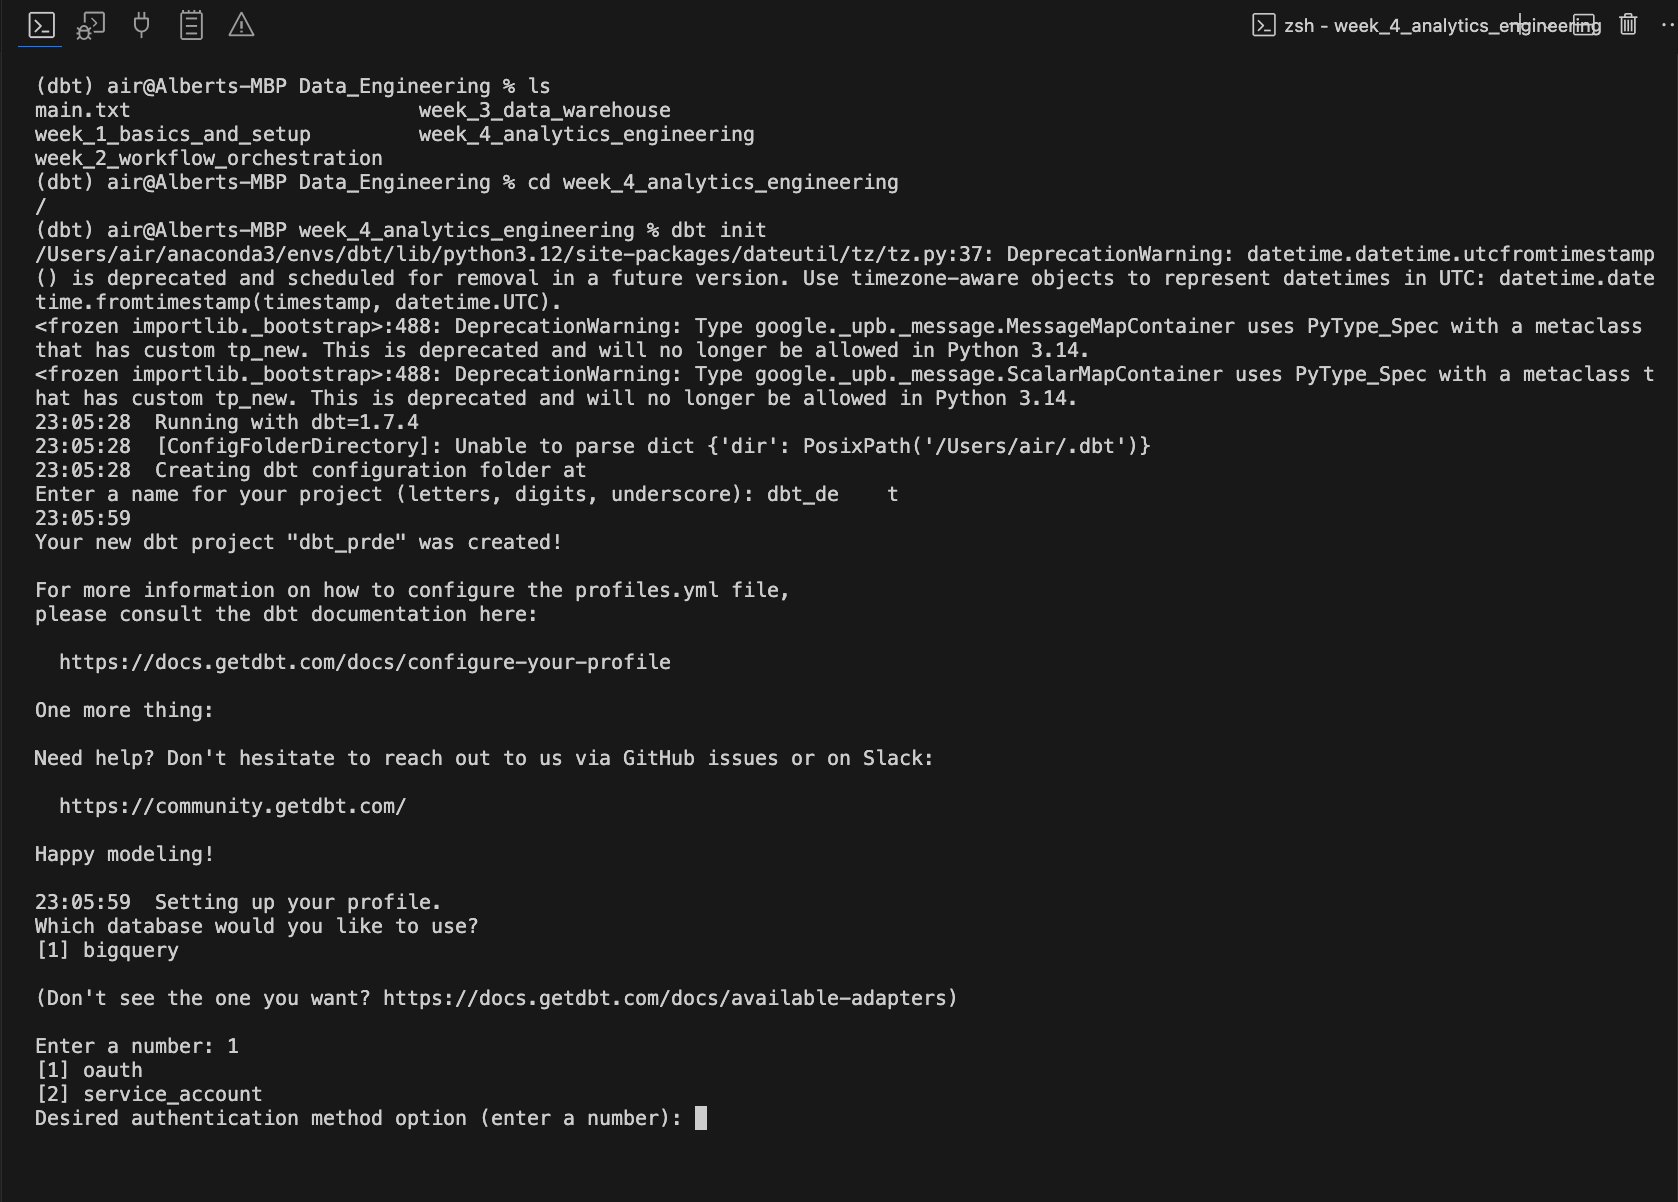 zsh - week_4_analytics_engineering
(dbt) air@Alberts-MBP Data_Engineering % ls
main.txt                        week_3_data_warehouse
week_1_basics_and_setup         week_4_analytics_engineering
week_2_workflow_orchestration
(dbt) air@Alberts-MBP Data_Engineering % cd week_4_analytics_engineering
/
(dbt) air@Alberts-MBP week_4_analytics_engineering % dbt init
/Users/air/anaconda3/envs/dbt/lib/python3.12/site-packages/dateutil/tz/tz.py:37: DeprecationWarning: datetime.datetime.utcfromtimestamp
() is deprecated and scheduled for removal in a future version. Use timezone-aware objects to represent datetimes in UTC: datetime.date
time.fromtimestamp(timestamp, datetime.UTC).
<frozen importlib._bootstrap>:488: DeprecationWarning: Type google._upb._message.MessageMapContainer uses PyType_Spec with a metaclass
that has custom tp_new. This is deprecated and will no longer be allowed in Python 3.14.
<frozen importlib._bootstrap>:488: DeprecationWarning: Type google._upb._message.ScalarMapContainer uses PyType_Spec with a metaclass t
hat has custom tp_new. This is deprecated and will no longer be allowed in Python 3.14.
23:05:28  Running with dbt=1.7.4
23:05:28  [ConfigFolderDirectory]: Unable to parse dict {'dir': PosixPath('/Users/air/.dbt')}
23:05:28  Creating dbt configuration folder at
Enter a name for your project (letters, digits, underscore): dbt_de    t
23:05:59
Your new dbt project "dbt_prde" was created!
For more information on how to configure the profiles.yml file,
please consult the dbt documentation here:
https://docs.getdbt.com/docs/configure-your-profile
One more thing:
Need help? Don't hesitate to reach out to us via GitHub issues or on Slack:
https://community.getdbt.com/
Happy modeling!
23:05:59  Setting up your profile.
Which database would you like to use?
[1] bigquery
(Don't see the one you want? https://docs.getdbt.com/docs/available-adapters)
Enter a number: 1
[1] oauth
[2] service_account
Desired authentication method option (enter a number):